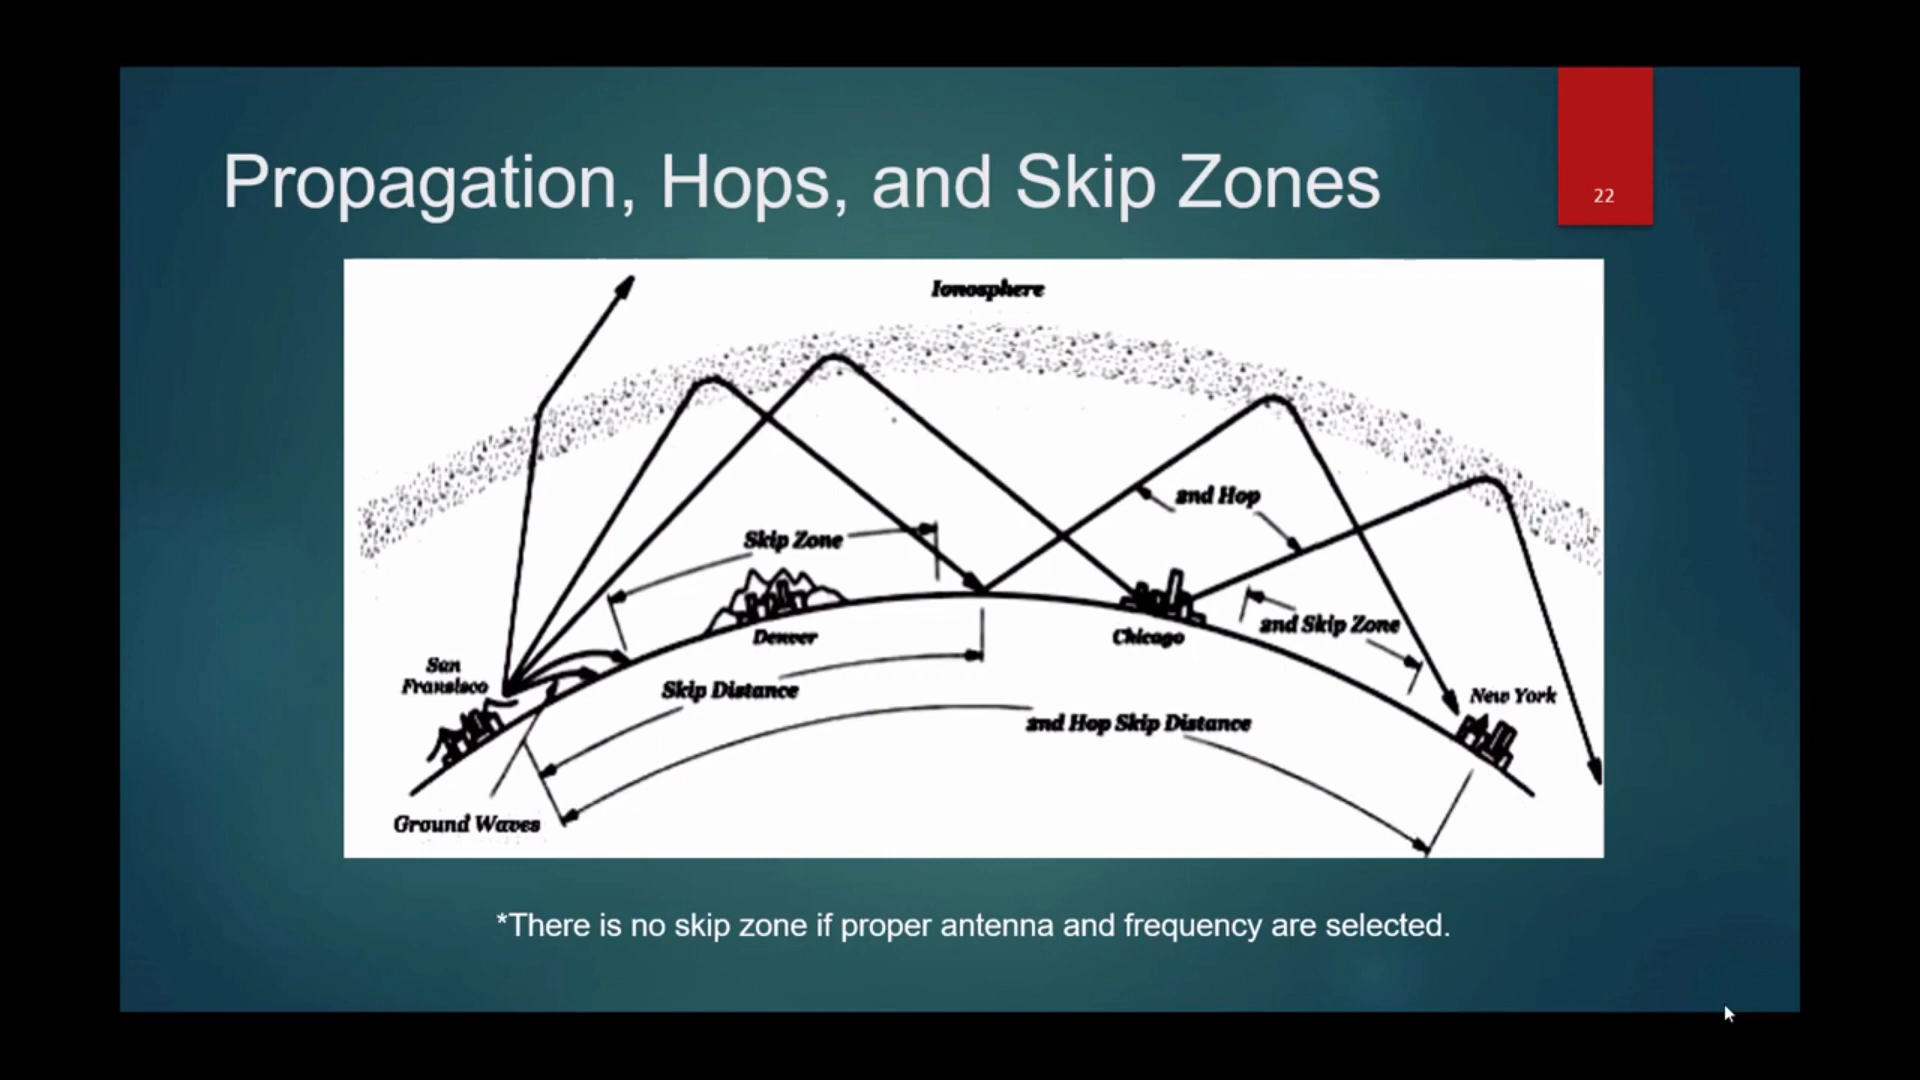 Propagation, Hops, and Skip Zones
22
Ionosphere
2nd Hop
Skip Zone
2nd Skip Zone
Denver
Chicago
San
Fransisco
Skip Distance
New York
2nd Hop Skip Distance
Ground Waves
*There is no skip zone if proper antenna and frequency are selected.